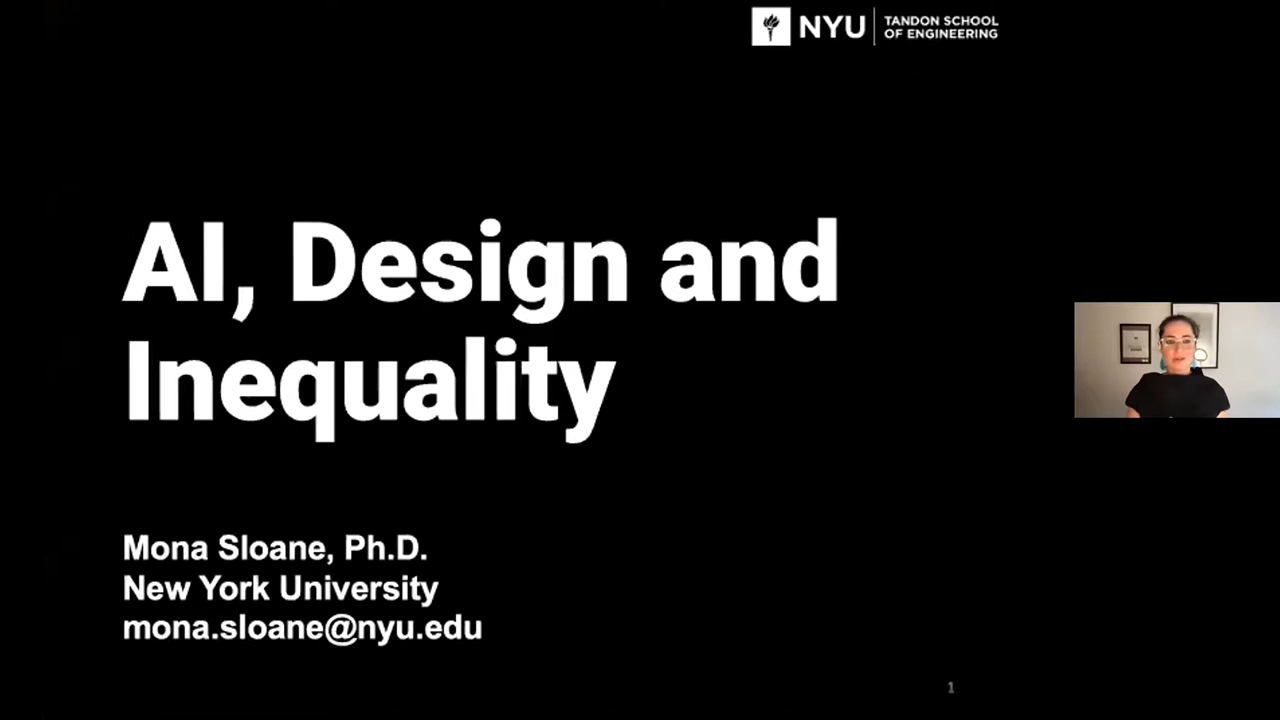 NYU
TANDON SCHOOL
OF ENGINEERING
AI, Design and
Inequality
Mona Sloane, Ph.D.
New York University
mona.sloane@nyu.edu
1